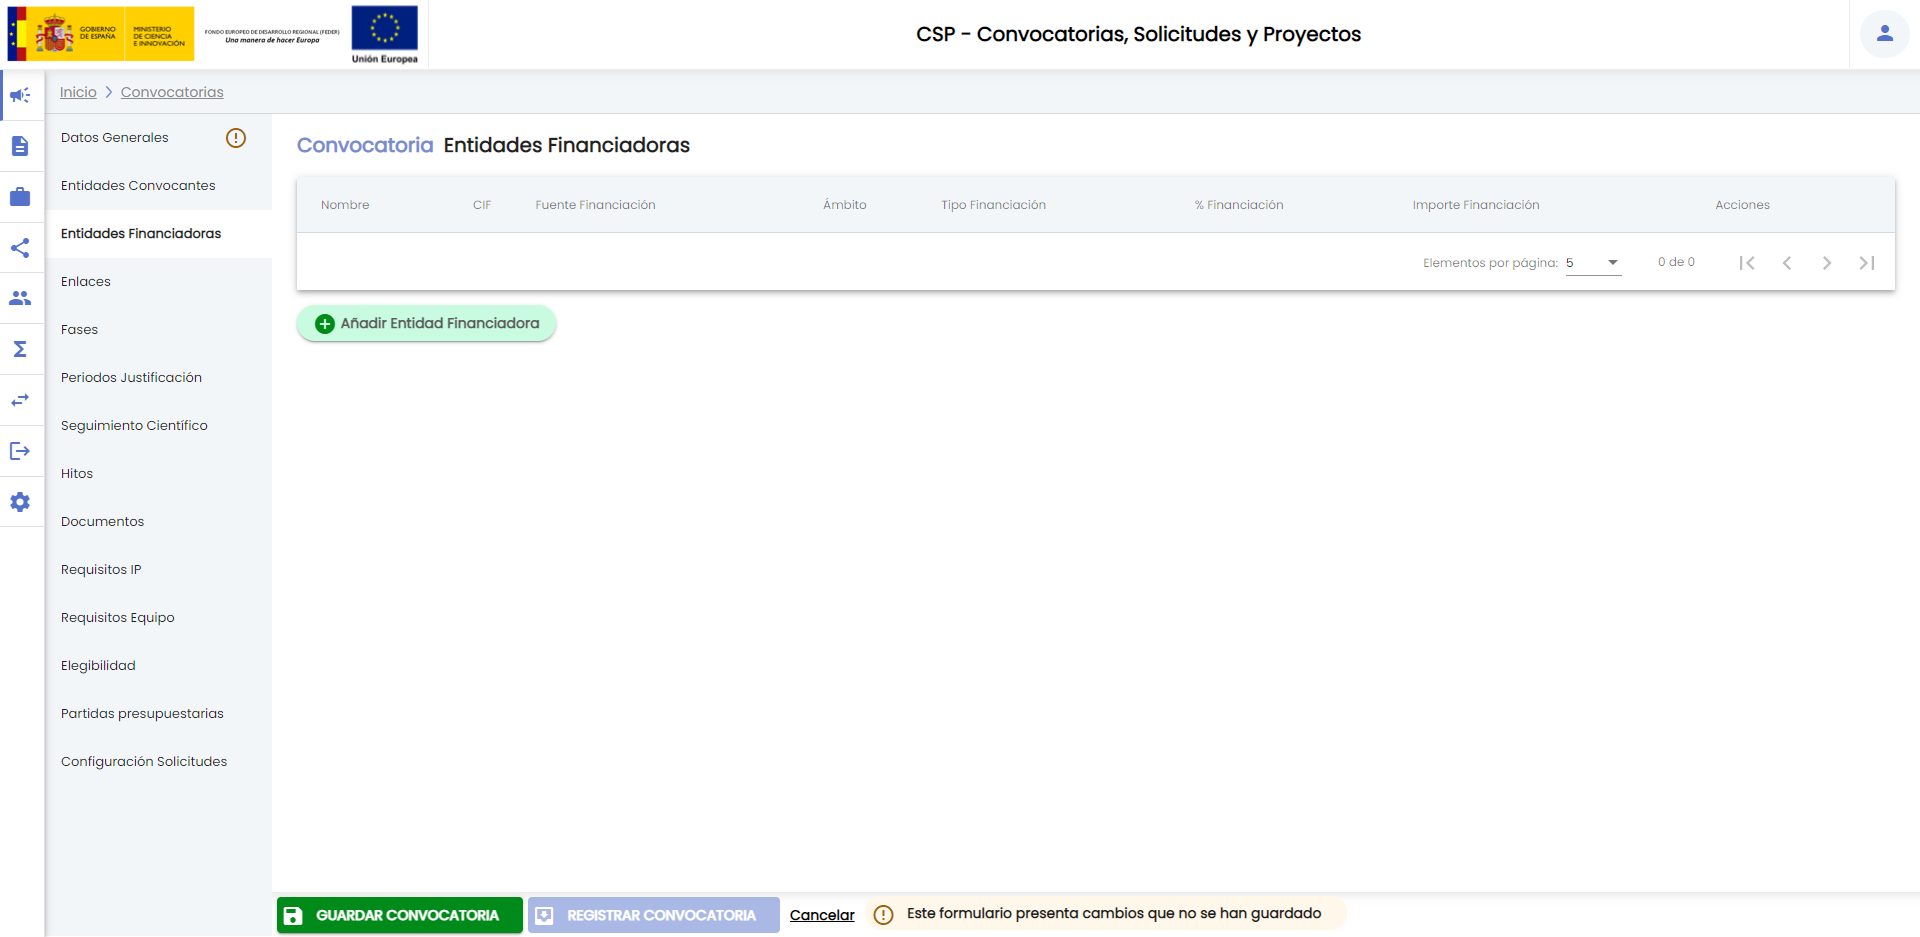 GOBIERNO
DE ESPAÑA
MINISTERIO
DE CIENCIA
E INNOVACIÓN
FONDO EUROPEO DE DESARROLLO REGIONAL (FEDER)
Una manera de hacer Europa
Unión Europea
CSP - Convocatorias, Solicitudes y Proyectos
Inicio > Convocatorias
Datos Generales
Entidades Convocantes
Entidades Financiadoras
Enlaces
Fases
Periodos Justificación
Seguimiento Científico
Hitos
Documentos
Requisitos IP
Requisitos Equipo
Elegibilidad
Partidas presupuestarias
Configuración Solicitudes
Convocatoria Entidades Financiadoras
Nombre CIF Fuente Financiación Ámbito Tipo Financiación % Financiación Importe Financiación Acciones
Elementos por página: 5 0 de 0
Añadir Entidad Financiadora
GUARDAR CONVOCATORIA REGISTRAR CONVOCATORIA Cancelar Este formulario presenta cambios que no se han guardado